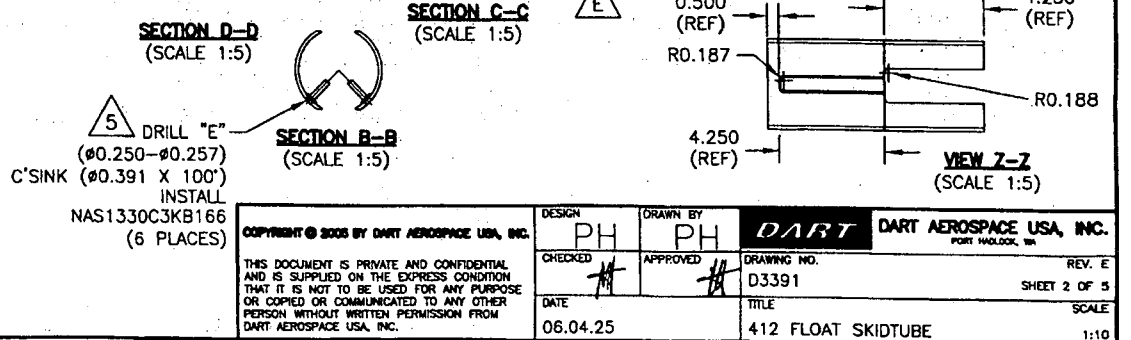 SECTION D-D
(SCALE 1:5)
SECTION C-C
(SCALE 1:5)
E
0.500
(REF)
(REF)
R0.187
R0.188
4.250
(REF)
VIEW Z-Z
(SCALE 1:5)
5 DRILL "E"
(ø0.250-ø0.257)
C'SINK (ø0.391 X 100°)
INSTALL
NAS1330C3KB166
(6 PLACES)
SECTION B-B
(SCALE 1:5)
COPYRIGHT © 2005 BY DART AEROSPACE USA, INC.
THIS DOCUMENT IS PRIVATE AND CONFIDENTIAL
AND IS SUPPLIED ON THE EXPRESS CONDITION
THAT IT IS NOT TO BE USED FOR ANY PURPOSE
OR COPIED OR COMMUNICATED TO ANY OTHER
PERSON WITHOUT WRITTEN PERMISSION FROM
DART AEROSPACE USA, INC.
DESIGN
PH
DRAWN BY
PH
CHECKED
APPROVED
DATE
06.04.25
DART
DART AEROSPACE USA, INC.
PORT HADLOCK, WA
DRAWING NO.
D3391
REV. E
SHEET 2 OF 5
TITLE
412 FLOAT SKIDTUBE
SCALE
1:10